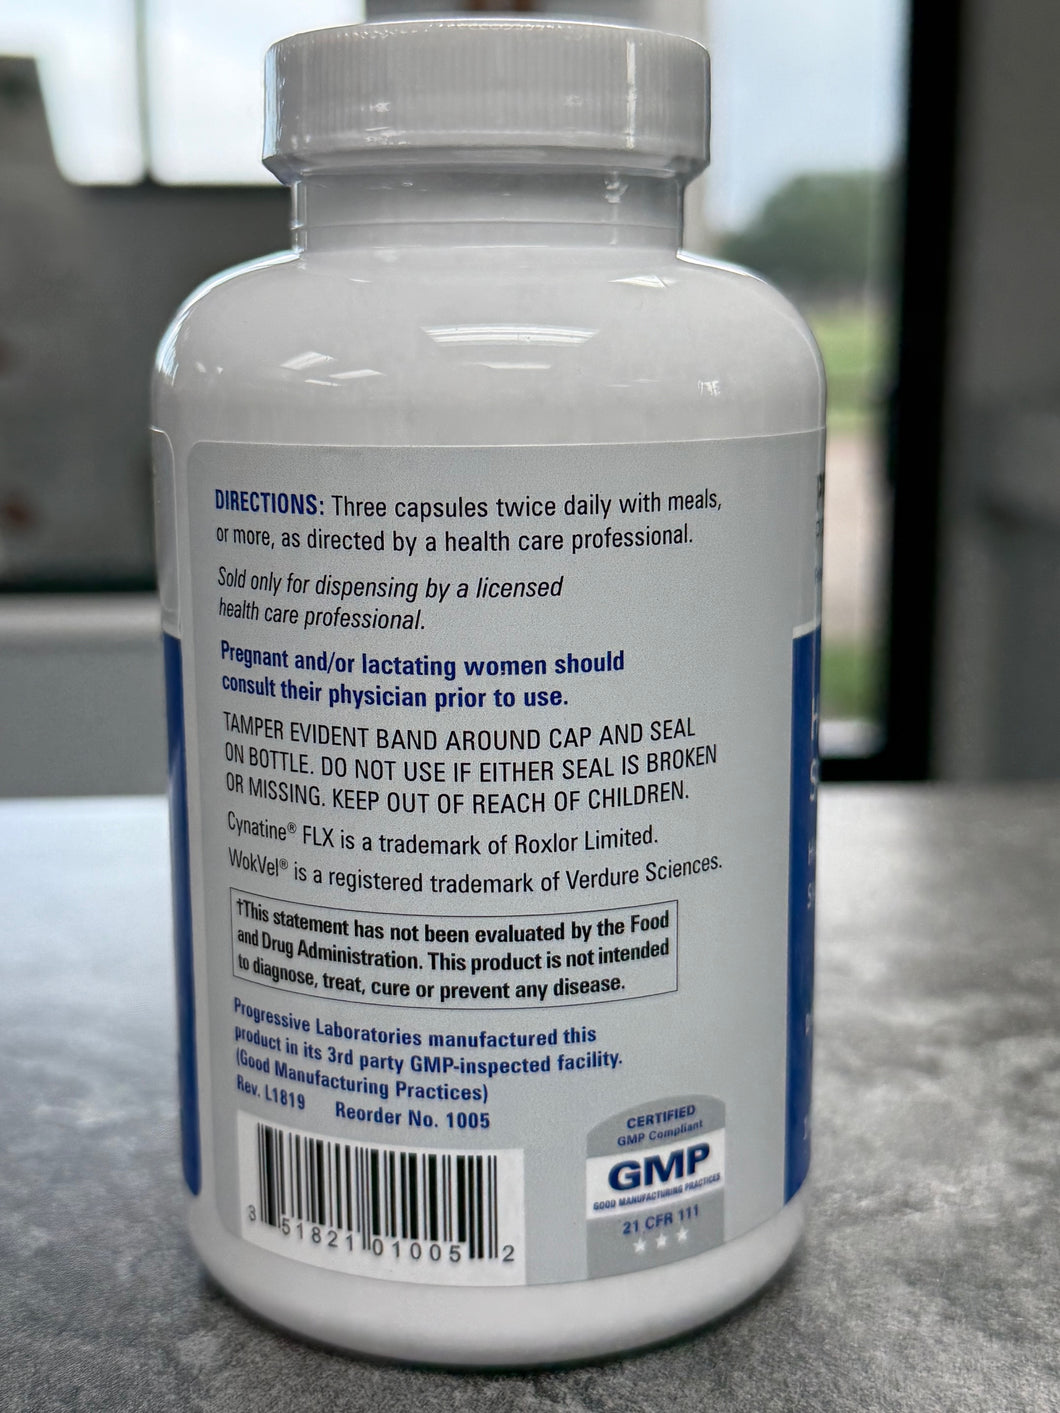 DIRECTIONS: Three capsules twice daily with meals,
or more, as directed by a health care professional.
Sold only for dispensing by a licensed
health care professional.
Pregnant and/or lactating women should
consult their physician prior to use.
TAMPER EVIDENT BAND AROUND CAP AND SEAL
ON BOTTLE. DO NOT USE IF EITHER SEAL IS BROKEN
OR MISSING. KEEP OUT OF REACH OF CHILDREN.
Cynatine® FLX is a trademark of Roxlor Limited.
WokVel® is a registered trademark of Verdure Sciences.
†This statement has not been evaluated by the Food
and Drug Administration. This product is not intended
to diagnose, treat, cure or prevent any disease.
Progressive Laboratories manufactured this
product in its 3rd party GMP-inspected facility.
(Good Manufacturing Practices)
Rev. L1819 Reorder No. 1005
3 51821 01005 2
CERTIFIED
GMP Compliant
GMP
GOOD MANUFACTURING PRACTICES
21 CFR 111